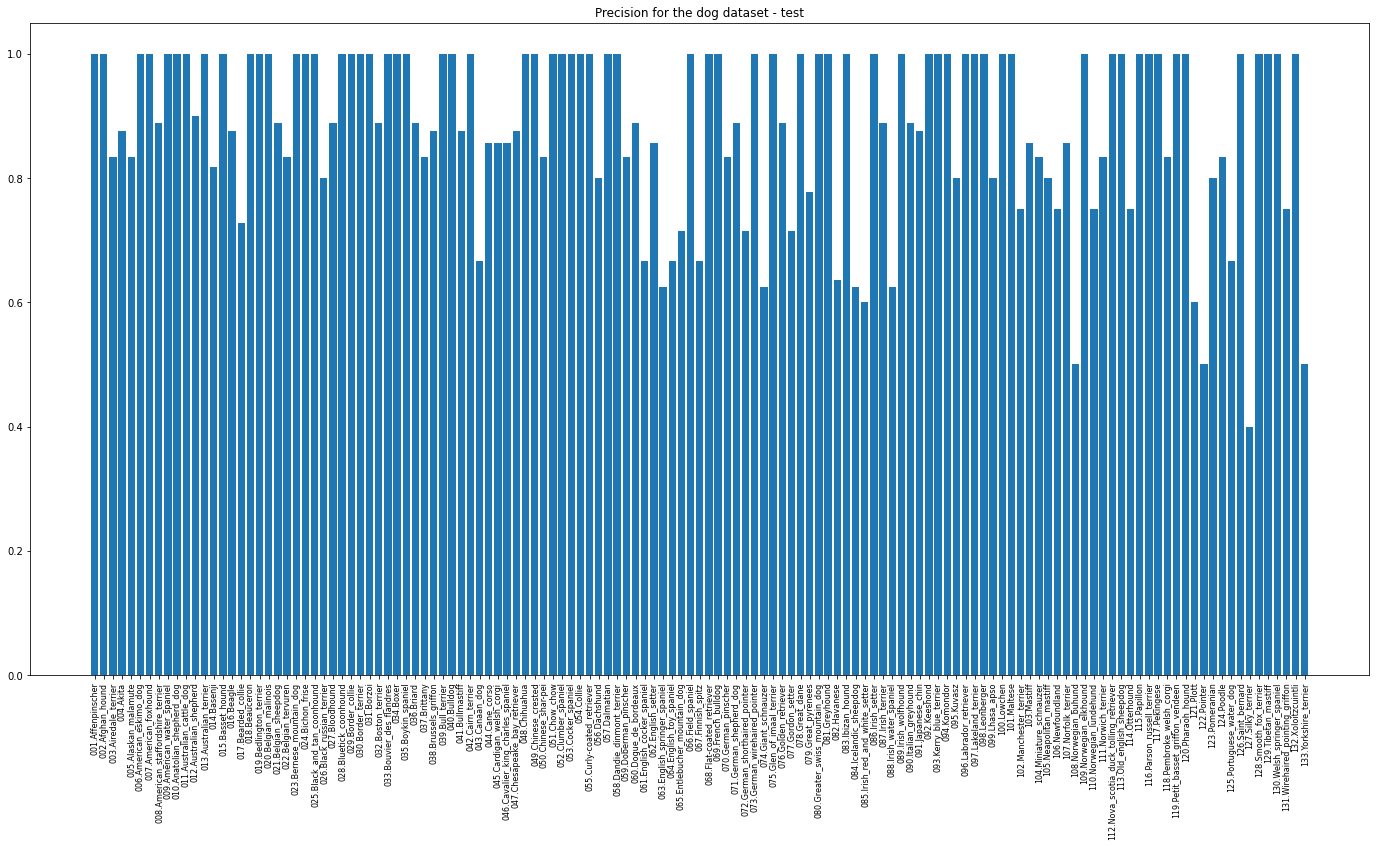 Precision for the dog dataset - test
1.0
0.8
0.6
0.4
0.2
0.0
001.Affenpinscher
002.Afghan_hound
003.Airedale_terrier
004.Akita
005.Alaskan_malamute
006.American_eskimo_dog
007.American_foxhound
008.American_staffordshire_terrier
009.American_water_spaniel
010.Anatolian_shepherd_dog
011.Australian_cattle_dog
012.Australian_shepherd
013.Australian_terrier
014.Basenji
015.Basset_hound
016.Beagle
017.Bearded_collie
018.Beauceron
019.Bedlington_terrier
020.Belgian_malinois
021.Belgian_sheepdog
022.Belgian_tervuren
023.Bernese_mountain_dog
024.Bichon_frise
025.Black_and_tan_coonhound
026.Black_russian_terrier
027.Bloodhound
028.Bluetick_coonhound
029.Border_collie
030.Border_terrier
031.Borzoi
032.Boston_terrier
033.Bouvier_des_flandres
034.Boxer
035.Boykin_spaniel
036.Briard
037.Brittany
038.Brussels_griffon
039.Bull_terrier
040.Bulldog
041.Bullmastiff
042.Cairn_terrier
043.Canaan_dog
044.Cane_corso
045.Cardigan_welsh_corgi
046.Cavalier_king_charles_spaniel
047.Chesapeake_bay_retriever
048.Chihuahua
049.Chinese_crested
050.Chinese_shar-pei
051.Chow_chow
052.Clumber_spaniel
053.Cocker_spaniel
054.Collie
055.Curly-coated_retriever
056.Dachshund
057.Dalmatian
058.Dandie_dinmont_terrier
059.Doberman_pinscher
060.Dogue_de_bordeaux
061.English_cocker_spaniel
062.English_setter
063.English_springer_spaniel
064.English_toy_spaniel
065.Entlebucher_mountain_dog
066.Field_spaniel
067.Finnish_spitz
068.Flat-coated_retriever
069.French_bulldog
070.German_pinscher
071.German_shepherd_dog
072.German_shorthaired_pointer
073.German_wirehaired_pointer
074.Giant_schnauzer
075.Glen_of_imaal_terrier
076.Golden_retriever
077.Gordon_setter
078.Great_dane
079.Great_pyrenees
080.Greater_swiss_mountain_dog
081.Greyhound
082.Havanese
083.Ibizan_hound
084.Icelandic_sheepdog
085.Irish_red_and_white_setter
086.Irish_setter
087.Irish_terrier
088.Irish_water_spaniel
089.Irish_wolfhound
090.Italian_greyhound
091.Japanese_chin
092.Keeshond
093.Kerry_blue_terrier
094.Komondor
095.Kuvasz
096.Labrador_retriever
097.Lakeland_terrier
098.Leonberger
099.Lhasa_apso
100.Lowchen
101.Maltese
102.Manchester_terrier
103.Mastiff
104.Miniature_schnauzer
105.Neapolitan_mastiff
106.Newfoundland
107.Norfolk_terrier
108.Norwegian_buhund
109.Norwegian_elkhound
110.Norwegian_lundehund
111.Norwich_terrier
112.Nova_scotia_duck_tolling_retriever
113.Old_english_sheepdog
114.Otterhound
115.Papillon
116.Parson_russell_terrier
117.Pekingese
118.Pembroke_welsh_corgi
119.Petit_basset_griffon_vendeen
120.Pharaoh_hound
121.Plott
122.Pointer
123.Pomeranian
124.Poodle
125.Portuguese_water_dog
126.Saint_bernard
127.Silky_terrier
128.Smooth_fox_terrier
129.Tibetan_mastiff
130.Welsh_springer_spaniel
131.Wirehaired_pointing_griffon
132.Xoloitzcuintli
133.Yorkshire_terrier